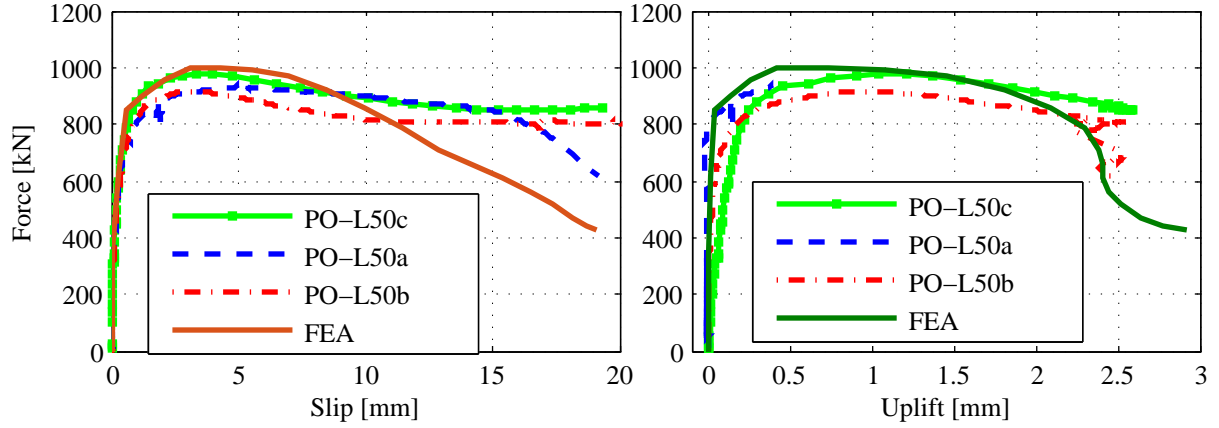 1200
1000
800
600
400
200
0
Force [kN]
PO−L50c
PO−L50a
PO−L50b
FEA
0 5 10 15 20
Slip [mm]
1200
1000
800
600
400
200
0
PO−L50c
PO−L50a
PO−L50b
FEA
0 0.5 1 1.5 2 2.5 3
Uplift [mm]